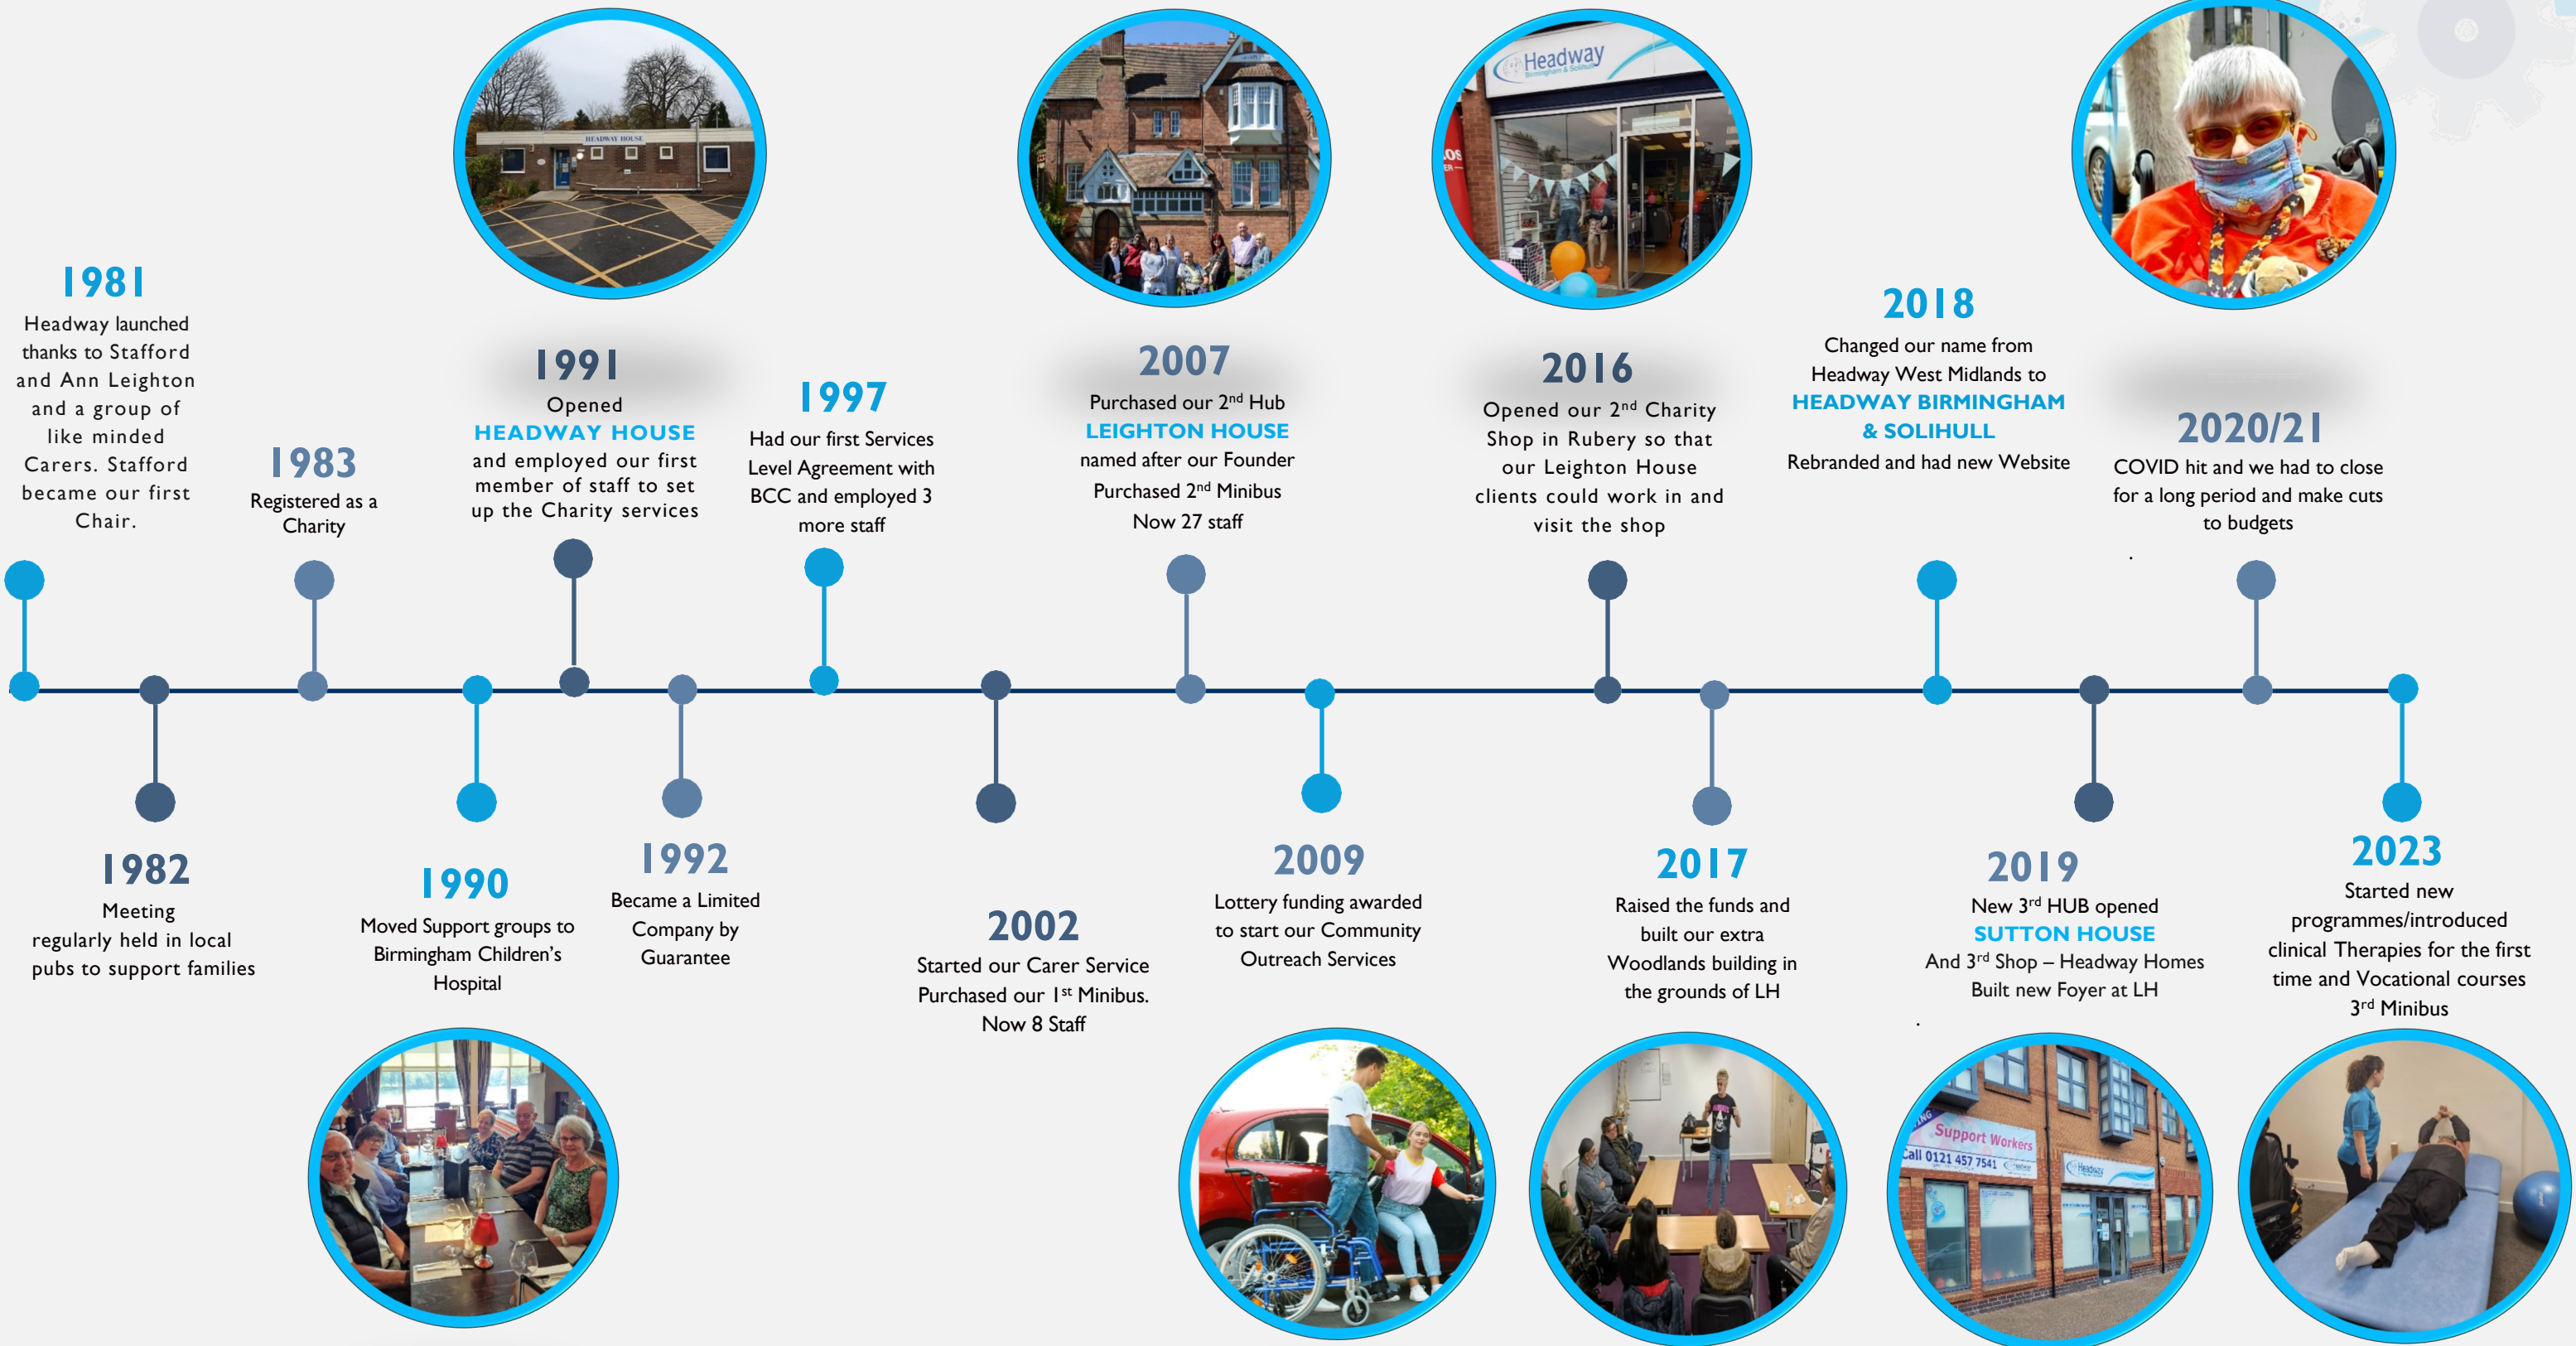 1981
Headway launched
thanks to Stafford
and Ann Leighton
and a group of
like minded
Carers. Stafford
became our first
Chair.
1982
Meeting
regularly held in local
pubs to support families
1983
Registered as a
Charity
1990
Moved Support groups to
Birmingham Children's
Hospital
HEADWAY HOUSE
1991
Opened
HEADWAY HOUSE
and employed our first
member of staff to set
up the Charity services
1992
Became a Limited
Company by
Guarantee
1997
Had our first Services
Level Agreement with
BCC and employed 3
more staff
2002
Started our Carer Service
Purchased our 1st Minibus.
Now 8 Staff
2007
Purchased our 2nd Hub
LEIGHTON HOUSE
named after our Founder
Purchased 2nd Minibus
Now 27 staff
2009
Lottery funding awarded
to start our Community
Outreach Services
Headway
Birmingham & Solihull
2016
Opened our 2nd Charity
Shop in Rubery so that
our Leighton House
clients could work in and
visit the shop
2017
Raised the funds and
built our extra
Woodlands building in
the grounds of LH
2018
Changed our name from
Headway West Midlands to
HEADWAY BIRMINGHAM
& SOLIHULL
Rebranded and had new Website
2019
New 3rd HUB opened
SUTTON HOUSE
And 3rd Shop – Headway Homes
Built new Foyer at LH
Support Workers
Call 0121 457 7541
Headway
2020/21
COVID hit and we had to close
for a long period and make cuts
to budgets
.
2023
Started new
programmes/introduced
clinical Therapies for the first
time and Vocational courses
3rd Minibus
.